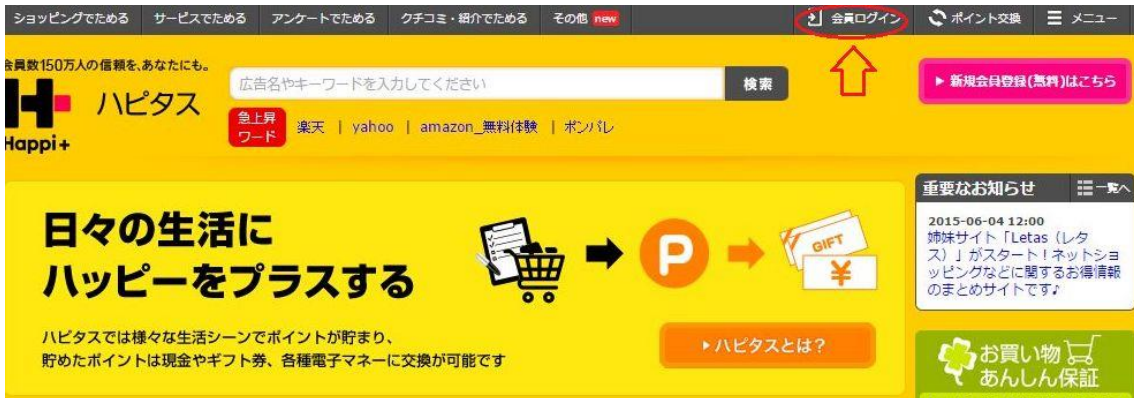 ショッピングでためる サービスでためる アンケートでためる クチコミ・紹介でためる その他 new 会員ログイン ポイント交換 メニュー
会員数150万人の信頼を、あなたにも。
ハピタス
Happi+
広告名やキーワードを入力してください 検索
急上昇
ワード
楽天 | yahoo | amazon_無料体験 | ポンパレ
新規会員登録(無料)はこちら
日々の生活に
ハッピーをプラスする
P
GIFT
¥
ハピタスでは様々な生活シーンでポイントが貯まり、
貯めたポイントは現金やギフト券、各種電子マネーに交換が可能です
ハピタスとは?
重要なお知らせ 一覧へ
2015-06-04 12:00
姉妹サイト「Letas(レタ
ス)」がスタート!ネットショ
ッピングなどに関するお得情報
のまとめサイトです♪
お買い物
あんしん保証